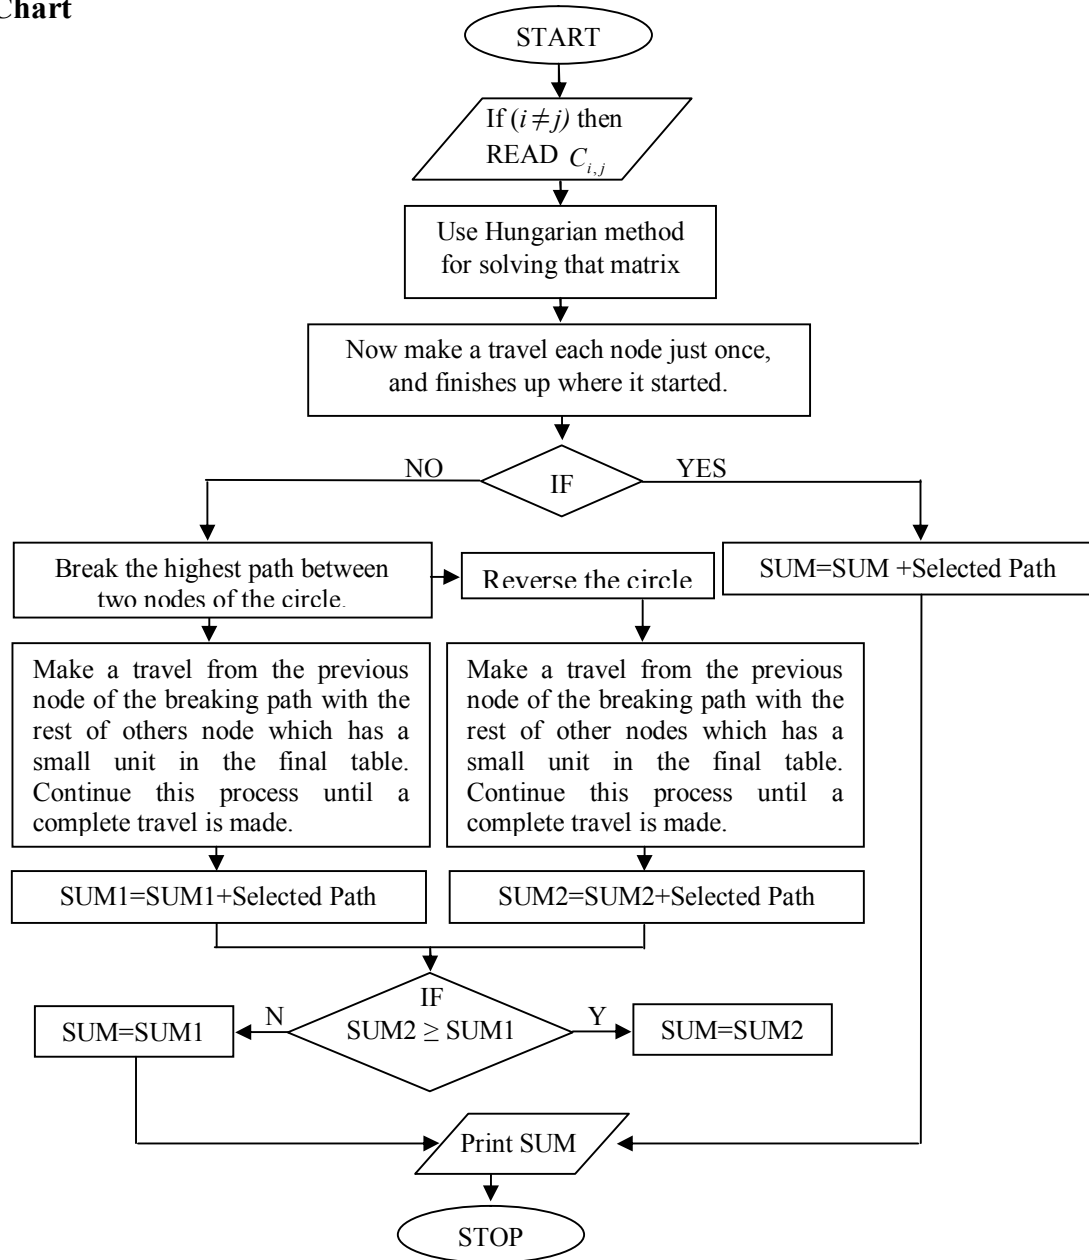 Chart
START
If (i≠j) then
READ C i,j
Use Hungarian method
for solving that matrix
Now make a travel each node just once,
and finishes up where it started.
NO
IF
YES
Break the highest path between
two nodes of the circle.
Reverse the circle
SUM=SUM +Selected Path
Make a travel from the previous
node of the breaking path with the
rest of others node which has a
small unit in the final table.
Continue this process until a
complete travel is made.
Make a travel from the previous
node of the breaking path with the
rest of other nodes which has a
small unit in the final table.
Continue this process until a
complete travel is made.
SUM1=SUM1+Selected Path
SUM2=SUM2+Selected Path
SUM=SUM1
N
IF
SUM2 ≥ SUM1
Y
SUM=SUM2
Print SUM
STOP